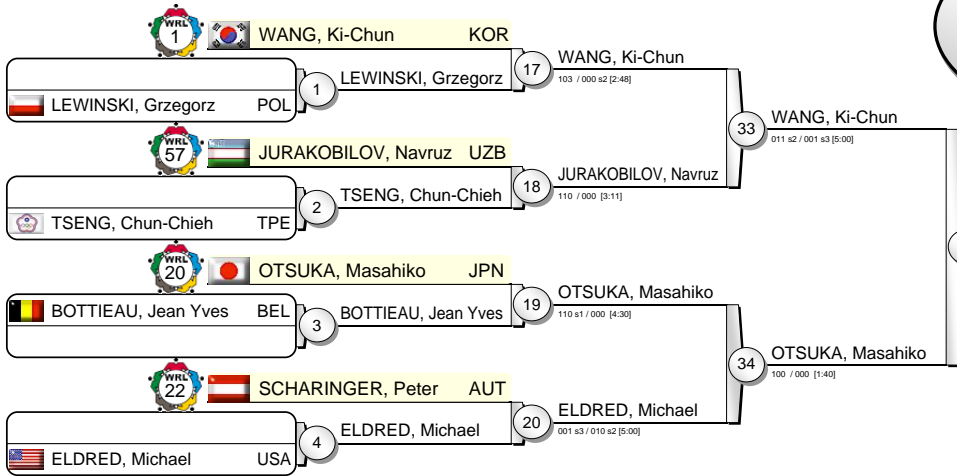 WRL
1
WANG, Ki-Chun KOR
LEWINSKI, Grzegorz POL
1
LEWINSKI, Grzegorz
17
WANG, Ki-Chun
103 / 000 s2 [2:48]
WRL
57
JURAKOBILOV, Navruz UZB
TSENG, Chun-Chieh TPE
2
TSENG, Chun-Chieh
18
JURAKOBILOV, Navruz
110 / 000 [3:11]
33
WANG, Ki-Chun
011 s2 / 001 s3 [5:00]
WRL
20
OTSUKA, Masahiko JPN
BOTTIEAU, Jean Yves BEL
3
BOTTIEAU, Jean Yves
19
OTSUKA, Masahiko
110 s1 / 000 [4:30]
WRL
22
SCHARINGER, Peter AUT
ELDRED, Michael USA
4
ELDRED, Michael
20
ELDRED, Michael
001 s3 / 010 s2 [5:00]
34
OTSUKA, Masahiko
100 / 000 [1:40]